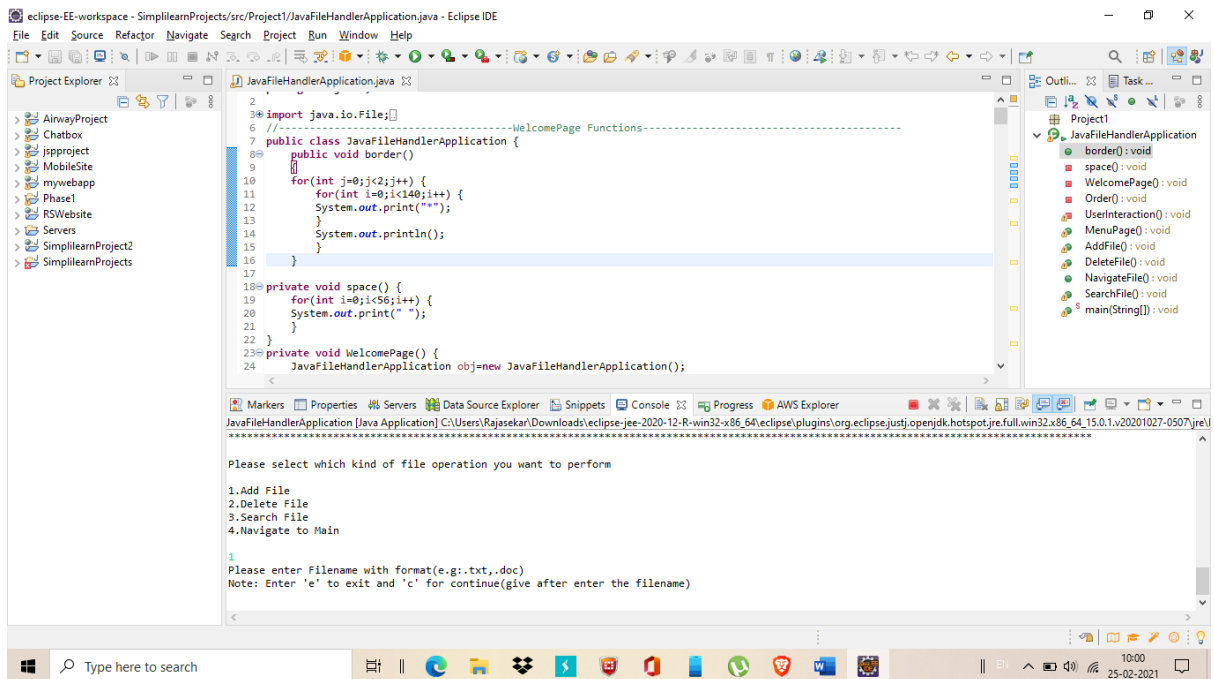 eclipse-EE-workspace - SimplilearnProjects/src/Project1/JavaFileHandlerApplication.java - Eclipse IDE
File Edit Source Refactor Navigate Search Project Run Window Help
Project Explorer
AirwayProject
Chatbox
jspproject
MobileSite
mywebapp
Phase1
RSWebsite
Servers
SimplilearnProject2
SimplilearnProjects
JavaFileHandlerApplication.java
2
3 import java.io.File;
6 //--------------------------------------WelcomePage Functions------------------------------------------
7 public class JavaFileHandlerApplication {
8 public void border()
9 {
10 for(int j=0;j<2;j++) {
11 for(int i=0;i<140;i++) {
12 System.out.print("*");
13 }
14 System.out.println();
15 }
16 }
17
18 private void space() {
19 for(int i=0;i<56;i++) {
20 System.out.print(" ");
21 }
22 }
23 private void WelcomePage() {
24 JavaFileHandlerApplication obj=new JavaFileHandlerApplication();
Outli... Task ...
Project1
JavaFileHandlerApplication
border() : void
space() : void
WelcomePage() : void
Order() : void
UserInteraction() : void
MenuPage() : void
AddFile() : void
DeleteFile() : void
NavigateFile() : void
SearchFile() : void
main(String[]) : void
Markers Properties Servers Data Source Explorer Snippets Console Progress AWS Explorer
JavaFileHandlerApplication [Java Application] C:\Users\Rajasekar\Downloads\eclipse-jee-2020-12-R-win32-x86_64\eclipse\plugins\org.eclipse.justj.openjdk.hotspot.jre.full.win32.x86_64_15.0.1.v20201027-0507\jre\
********************************************************************************************************************************************
Please select which kind of file operation you want to perform
1.Add File
2.Delete File
3.Search File
4.Navigate to Main
1
Please enter Filename with format(e.g:.txt,.doc)
Note: Enter 'e' to exit and 'c' for continue(give after enter the filename)
Type here to search
EN
10:00
25-02-2021